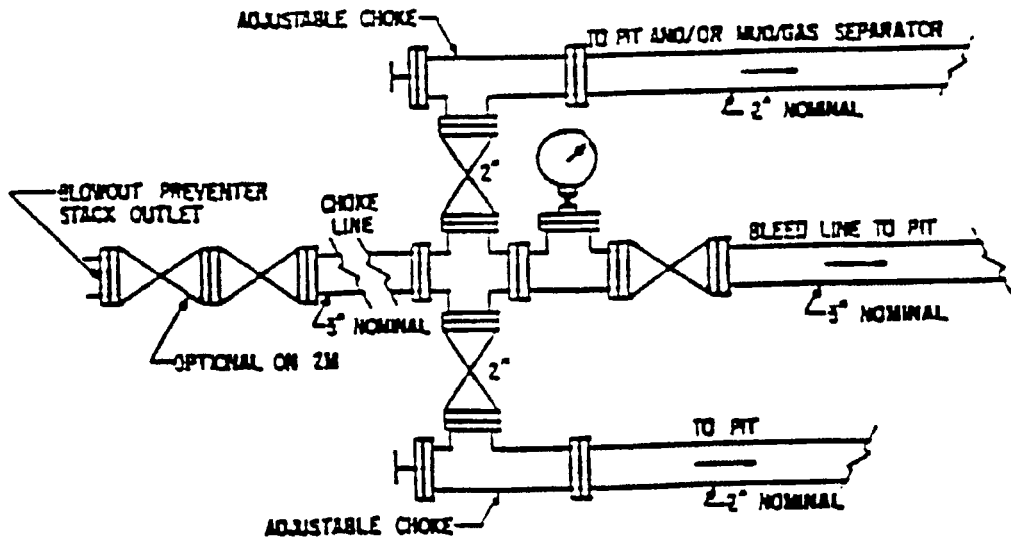 ADJUSTABLE CHOKE
TO PIT AND/OR MUD/GAS SEPARATOR
2" NOMINAL
2"
BLOWOUT PREVENTER
STACK OUTLET
CHOKE
LINE
BLEED LINE TO PIT
3" NOMINAL
3" NOMINAL
OPTIONAL ON 2M
2"
TO PIT
2" NOMINAL
ADJUSTABLE CHOKE